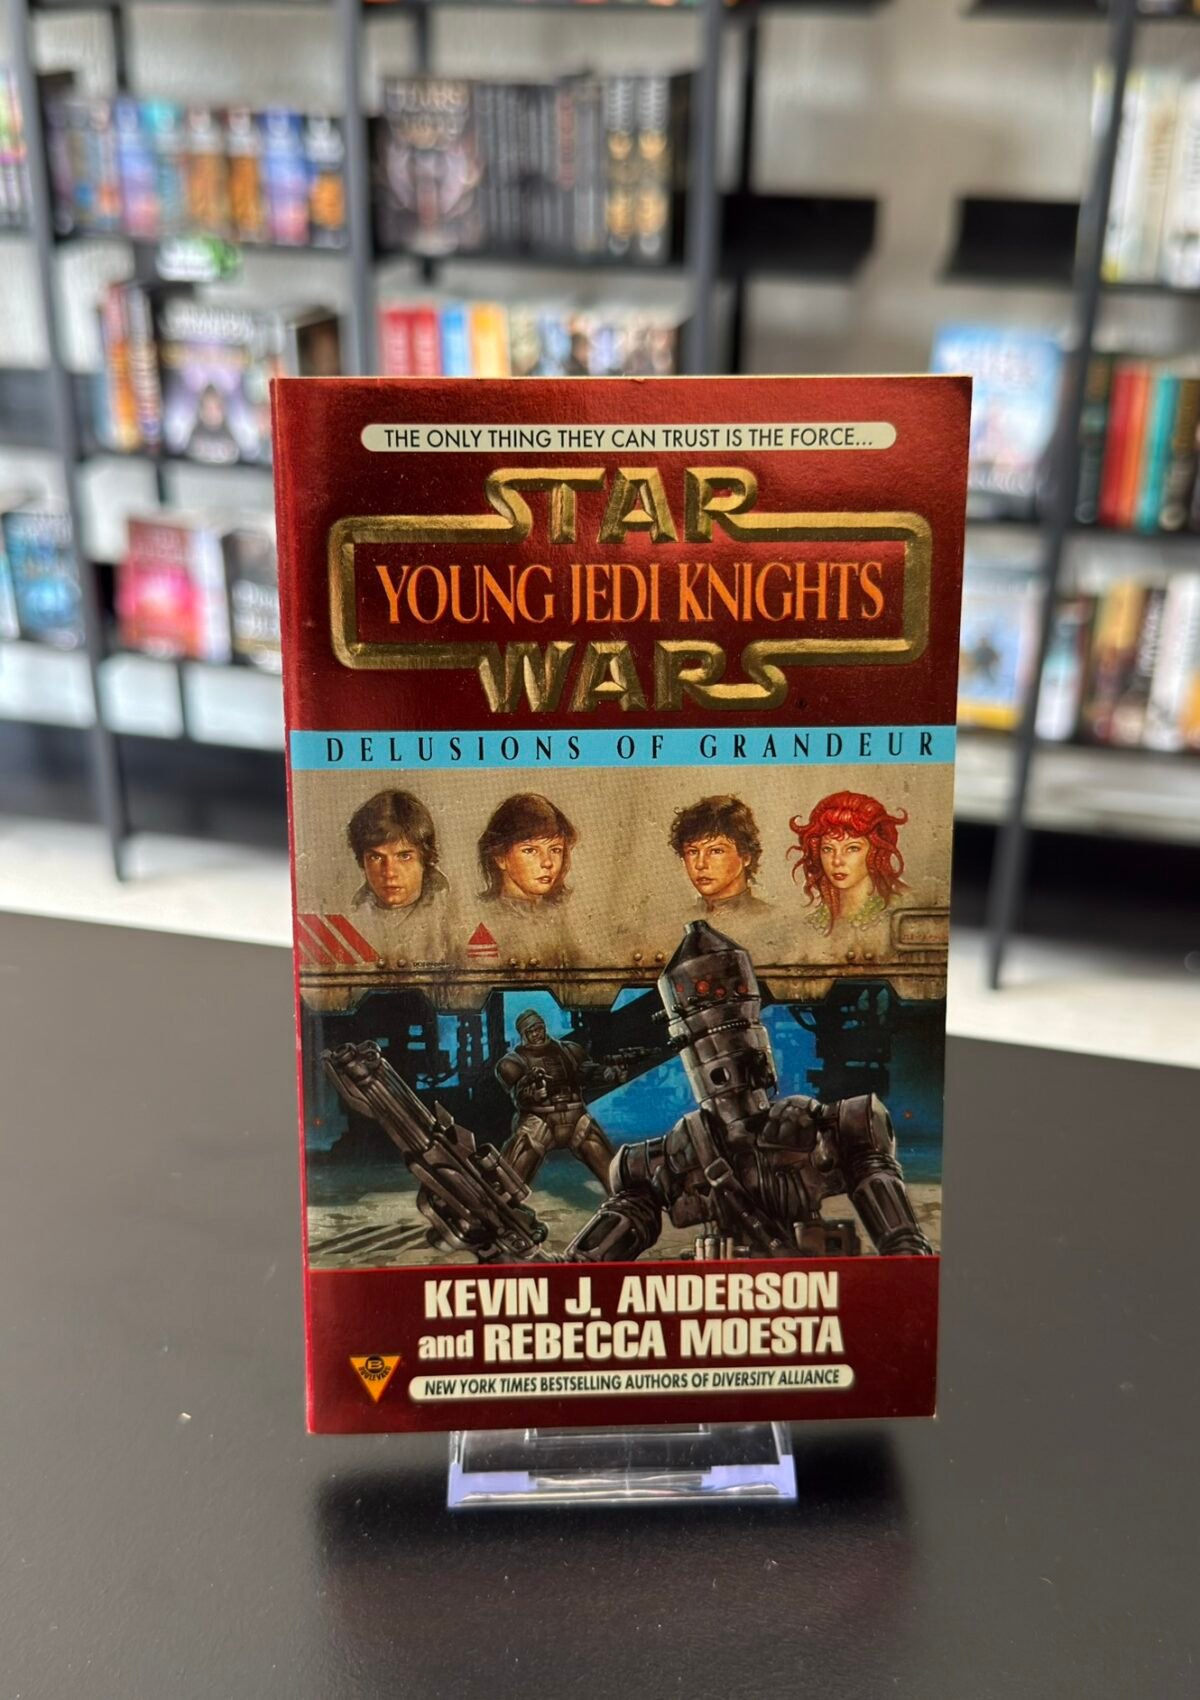 THE ONLY THING THEY CAN TRUST IS THE FORCE...
STAR
YOUNG JEDI KNIGHTS
WARS
DELUSIONS OF GRANDEUR
KEVIN J. ANDERSON
and REBECCA MOESTA
B
BOULEVARD
NEW YORK TIMES BESTSELLING AUTHORS OF DIVERSITY ALLIANCE